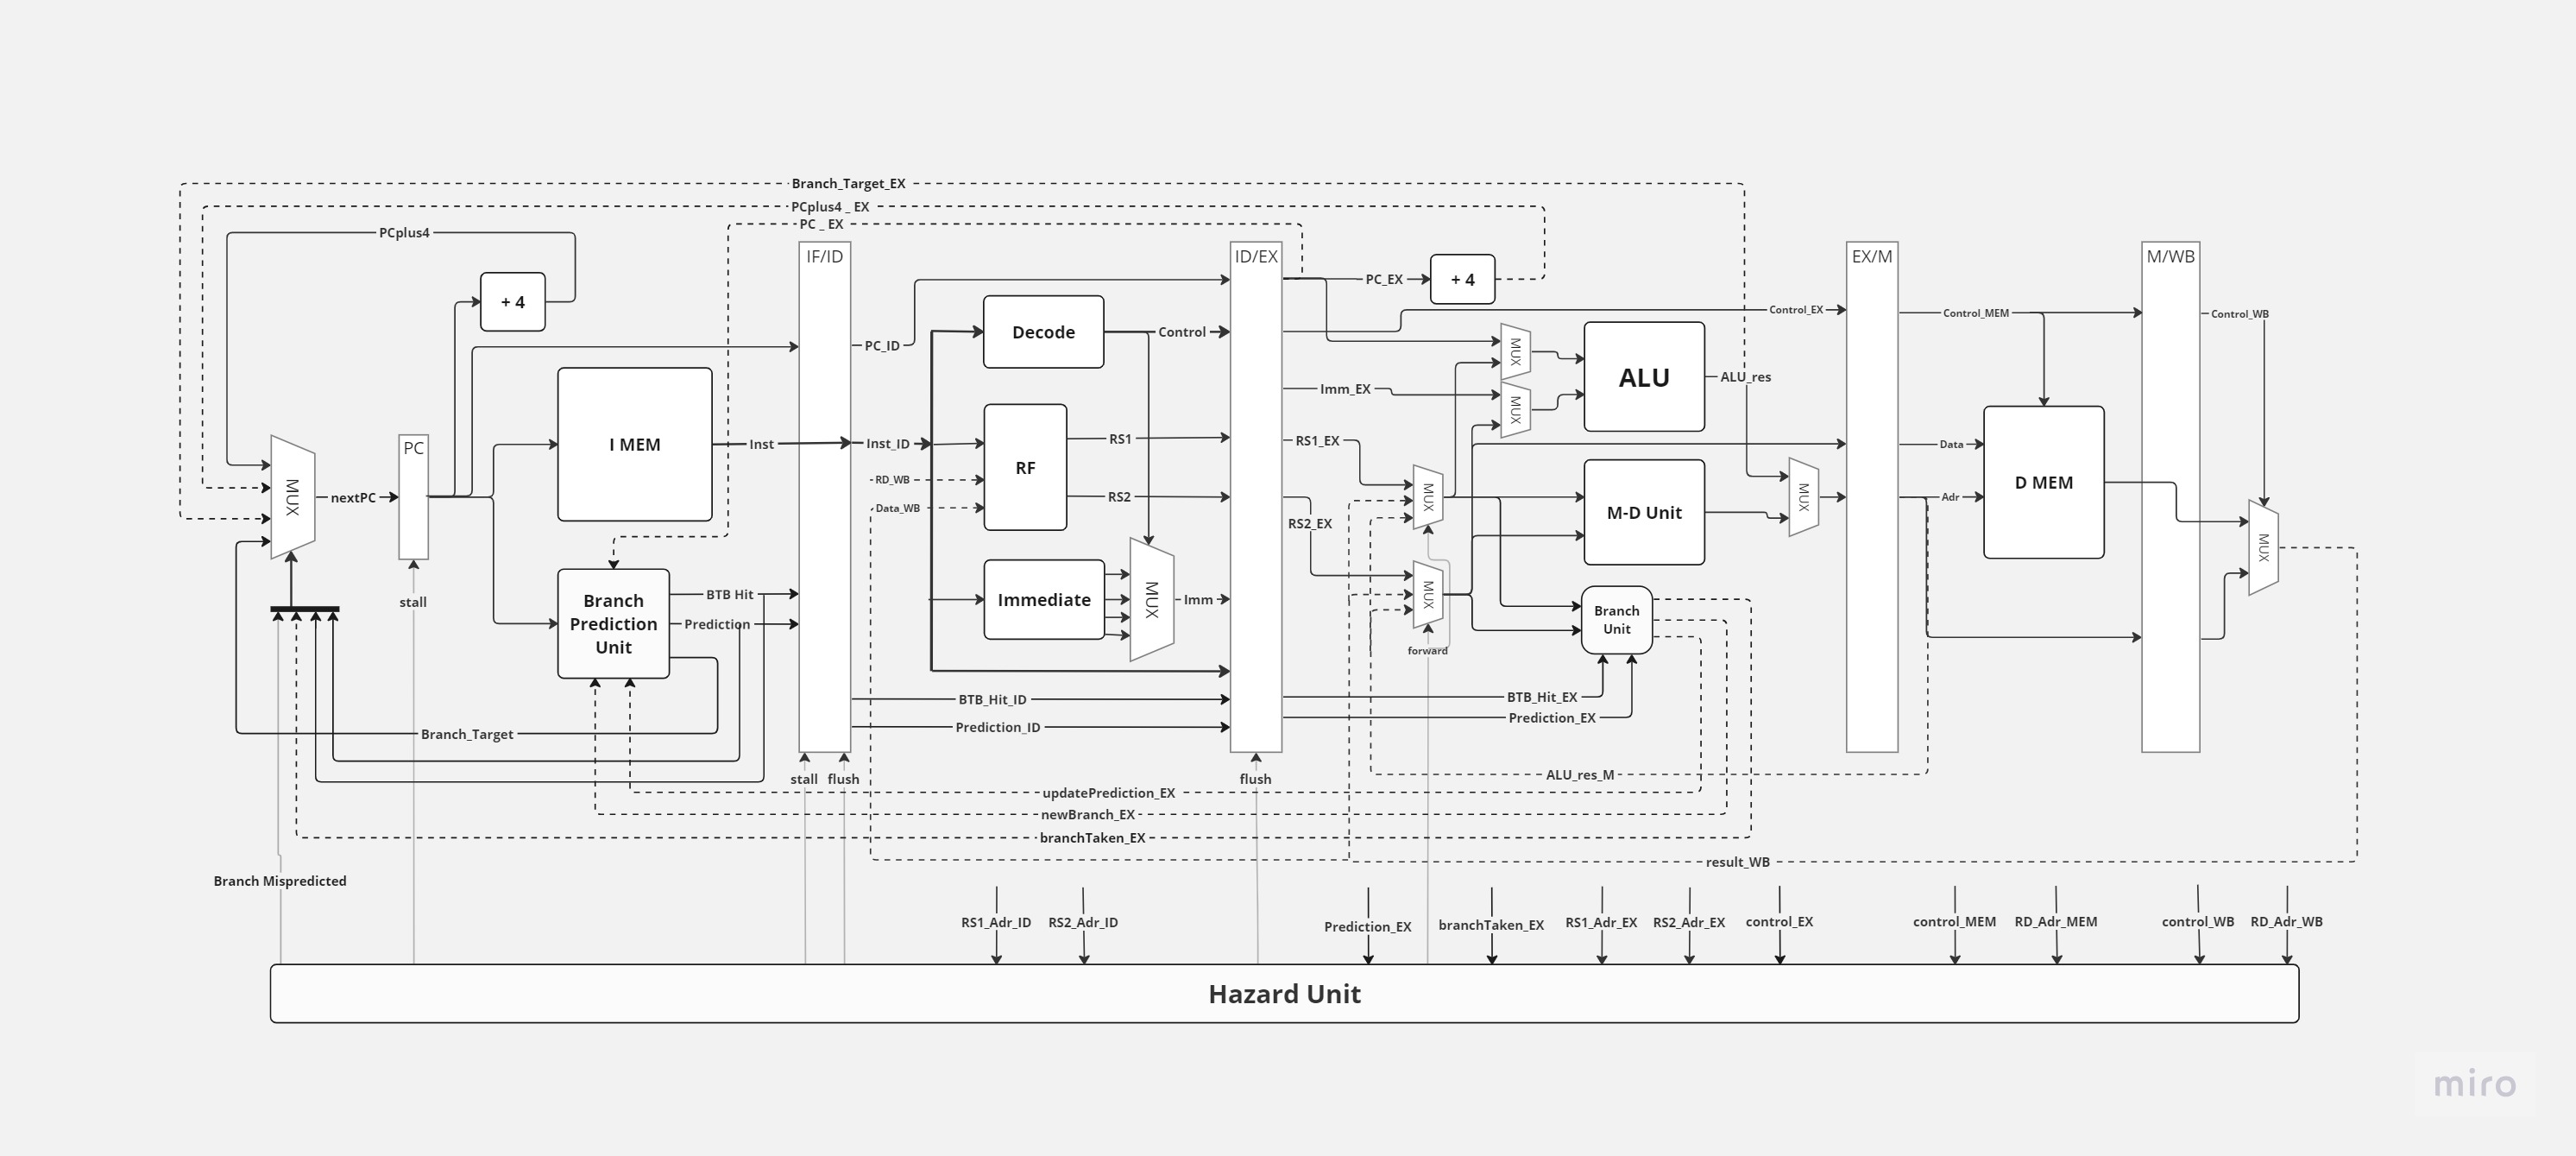 Branch_Target_EX
PCplus4 _ EX
PC _ EX
PCplus4
IF/ID
ID/EX
EX/M
M/WB
+ 4
PC_EX
+ 4
Control_EX
Control_MEM
Control_WB
Decode
Control
PC_ID
MUX
ALU
ALU_res
Imm_EX
MUX
I MEM
Inst
Inst_ID
RF
RS1
RS1_EX
Data
PC
RD_WB
D MEM
MUX
nextPC
RS2
MUX
M-D Unit
MUX
Adr
Data_WB
RS2_EX
MUX
stall
Branch
Prediction
Unit
BTB Hit
Prediction
Immediate
MUX
Imm
MUX
Branch
Unit
forward
BTB_Hit_ID
BTB_Hit_EX
Prediction_EX
Branch_Target
Prediction_ID
stall
flush
flush
ALU_res_M
updatePrediction_EX
newBranch_EX
branchTaken_EX
result_WB
Branch Mispredicted
RS1_Adr_ID
RS2_Adr_ID
Prediction_EX
branchTaken_EX
RS1_Adr_EX
RS2_Adr_EX
control_EX
control_MEM
RD_Adr_MEM
control_WB
RD_Adr_WB
Hazard Unit
miro